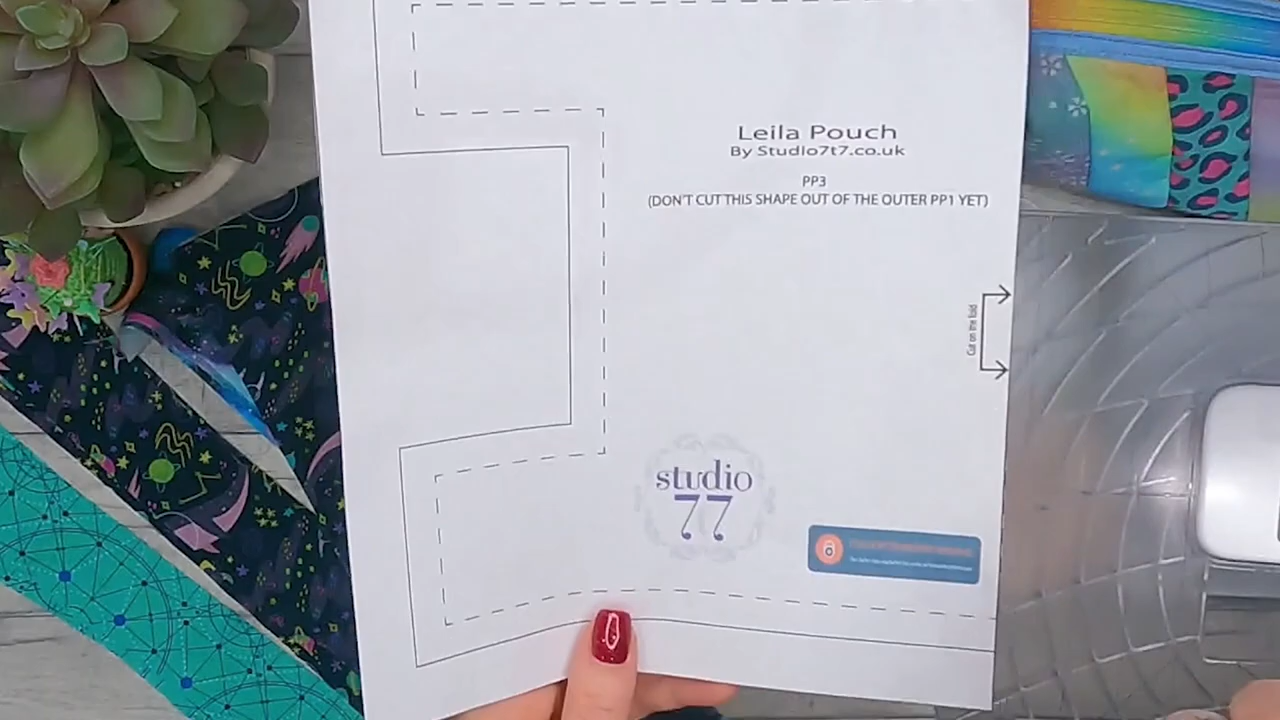 Leila Pouch
By Studio7t7.co.uk
PP3
(DON'T CUT THIS SHAPE OUT OF THE OUTER PP1 YET)
Cut on the fold
studio
77